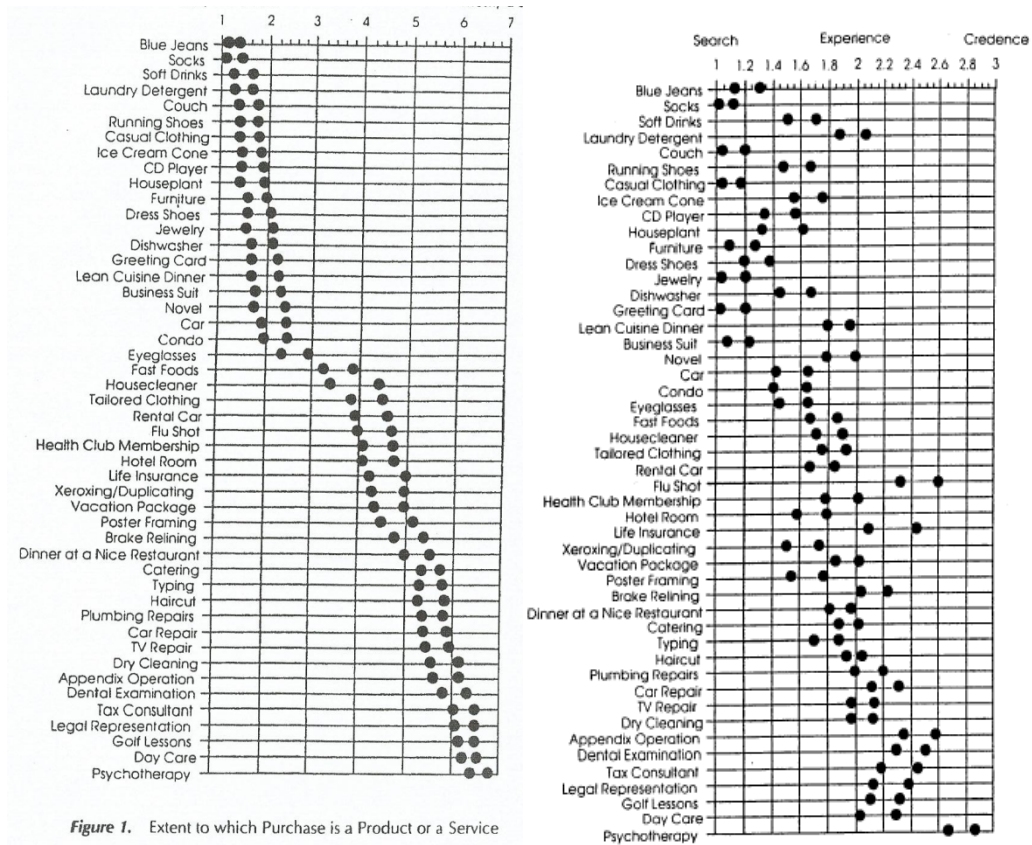 1 2 3 4 5 6 7
Blue Jeans
Socks
Soft Drinks
Laundry Detergent
Couch
Running Shoes
Casual Clothing
Ice Cream Cone
CD Player
Houseplant
Furniture
Dress Shoes
Jewelry
Dishwasher
Greeting Card
Lean Cuisine Dinner
Business Suit
Novel
Car
Condo
Eyeglasses
Fast Foods
Housecleaner
Tailored Clothing
Rental Car
Flu Shot
Health Club Membership
Hotel Room
Life Insurance
Xeroxing/Duplicating
Vacation Package
Poster Framing
Brake Relining
Dinner at a Nice Restaurant
Catering
Typing
Haircut
Plumbing Repairs
Car Repair
TV Repair
Dry Cleaning
Appendix Operation
Dental Examination
Tax Consultant
Legal Representation
Golf Lessons
Day Care
Psychotherapy
Figure 1. Extent to which Purchase is a Product or a Service
Search Experience Credence
1 1.2 1.4 1.6 1.8 2 2.2 2.4 2.6 2.8 3
Blue Jeans
Socks
Soft Drinks
Laundry Detergent
Couch
Running Shoes
Casual Clothing
Ice Cream Cone
CD Player
Houseplant
Furniture
Dress Shoes
Jewelry
Dishwasher
Greeting Card
Lean Cuisine Dinner
Business Suit
Novel
Car
Condo
Eyeglasses
Fast Foods
Housecleaner
Tailored Clothing
Rental Car
Flu Shot
Health Club Membership
Hotel Room
Life Insurance
Xeroxing/Duplicating
Vacation Package
Poster Framing
Brake Relining
Dinner at a Nice Restaurant
Catering
Typing
Haircut
Plumbing Repairs
Car Repair
TV Repair
Dry Cleaning
Appendix Operation
Dental Examination
Tax Consultant
Legal Representation
Golf Lessons
Day Care
Psychotherapy